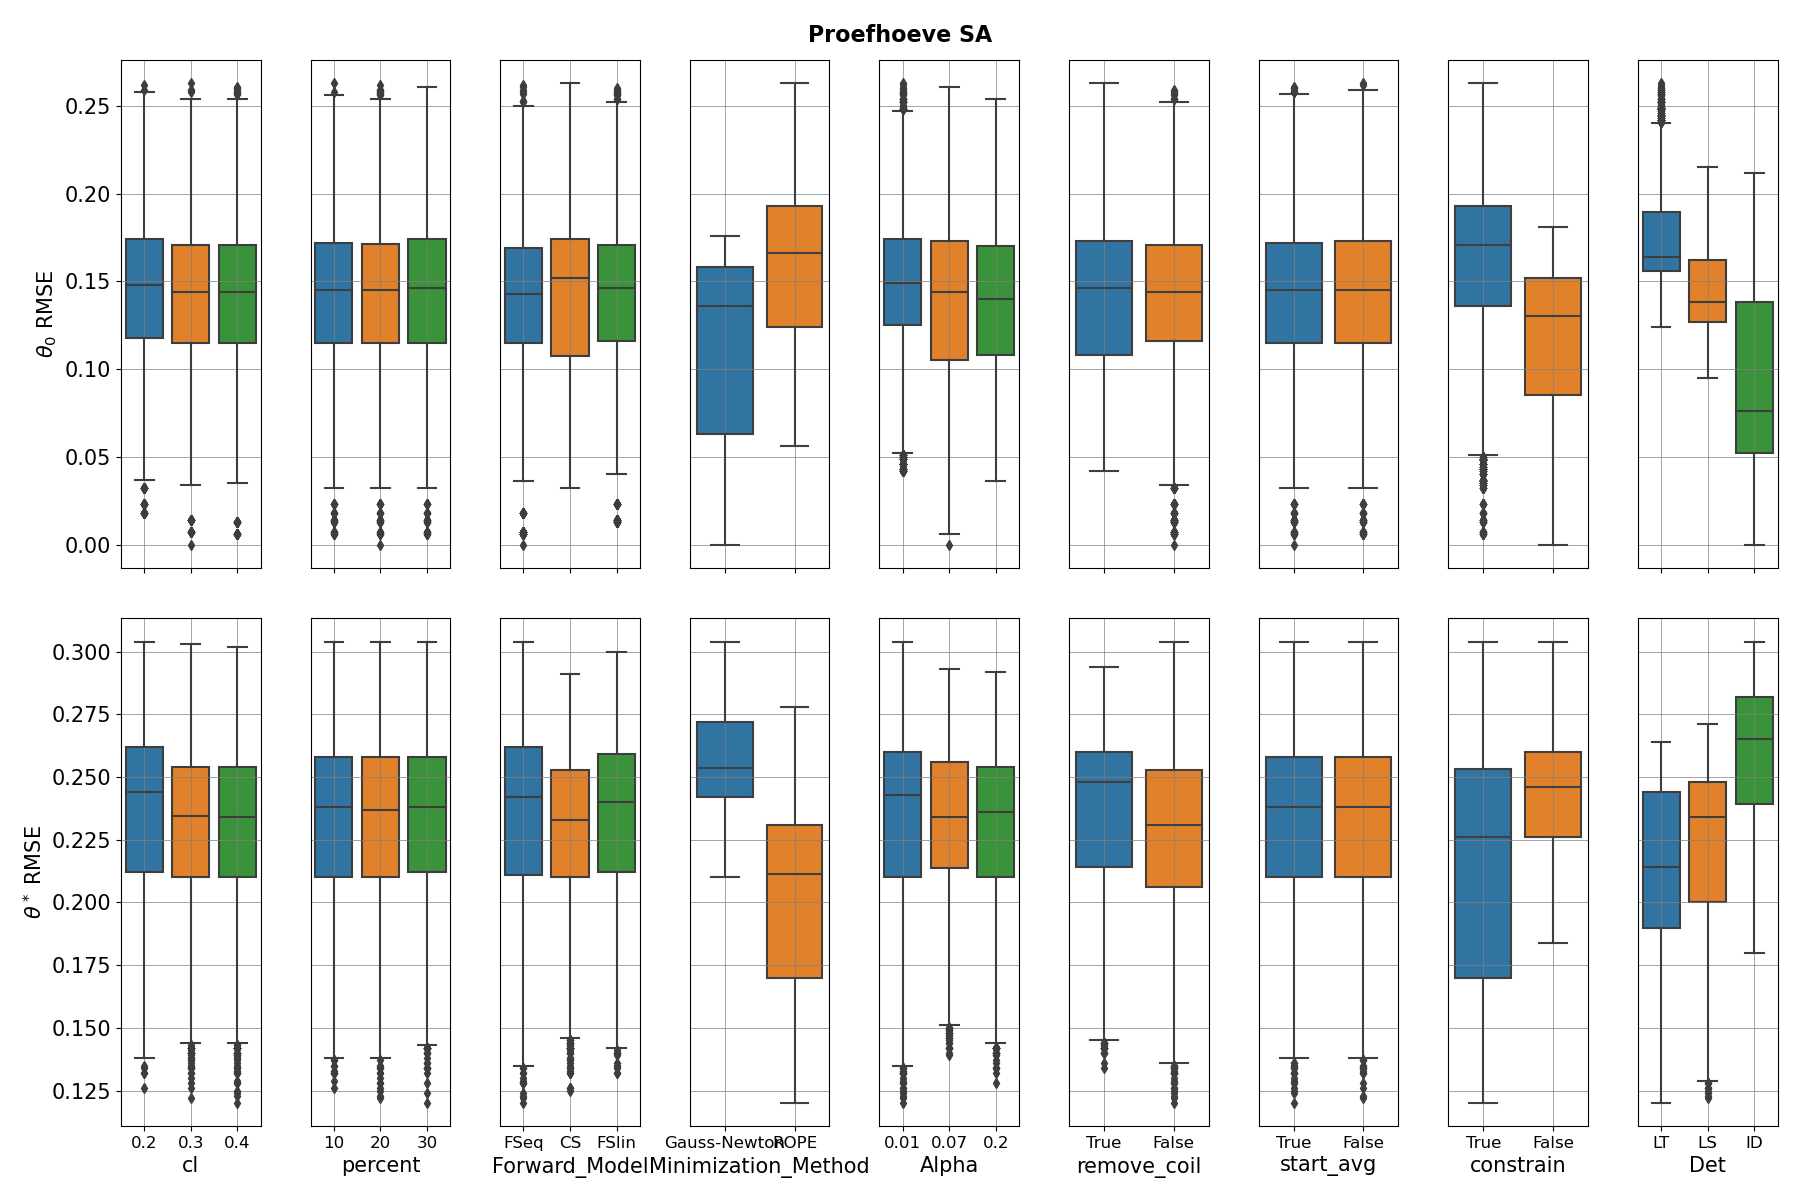 Proefhoeve SA
0.25
0.20
0.15
0.10
0.05
0.00
θ₀ RMSE
0.300
0.275
0.250
0.225
0.200
0.175
0.150
0.125
θ* RMSE
0.2 0.3 0.4
cl
10 20 30
percent
FSeq CS FSlin
Forward_Model
Gauss-Newton ROPE
Minimization_Method
0.01 0.07 0.2
Alpha
True False
remove_coil
True False
start_avg
True False
constrain
LT LS ID
Det